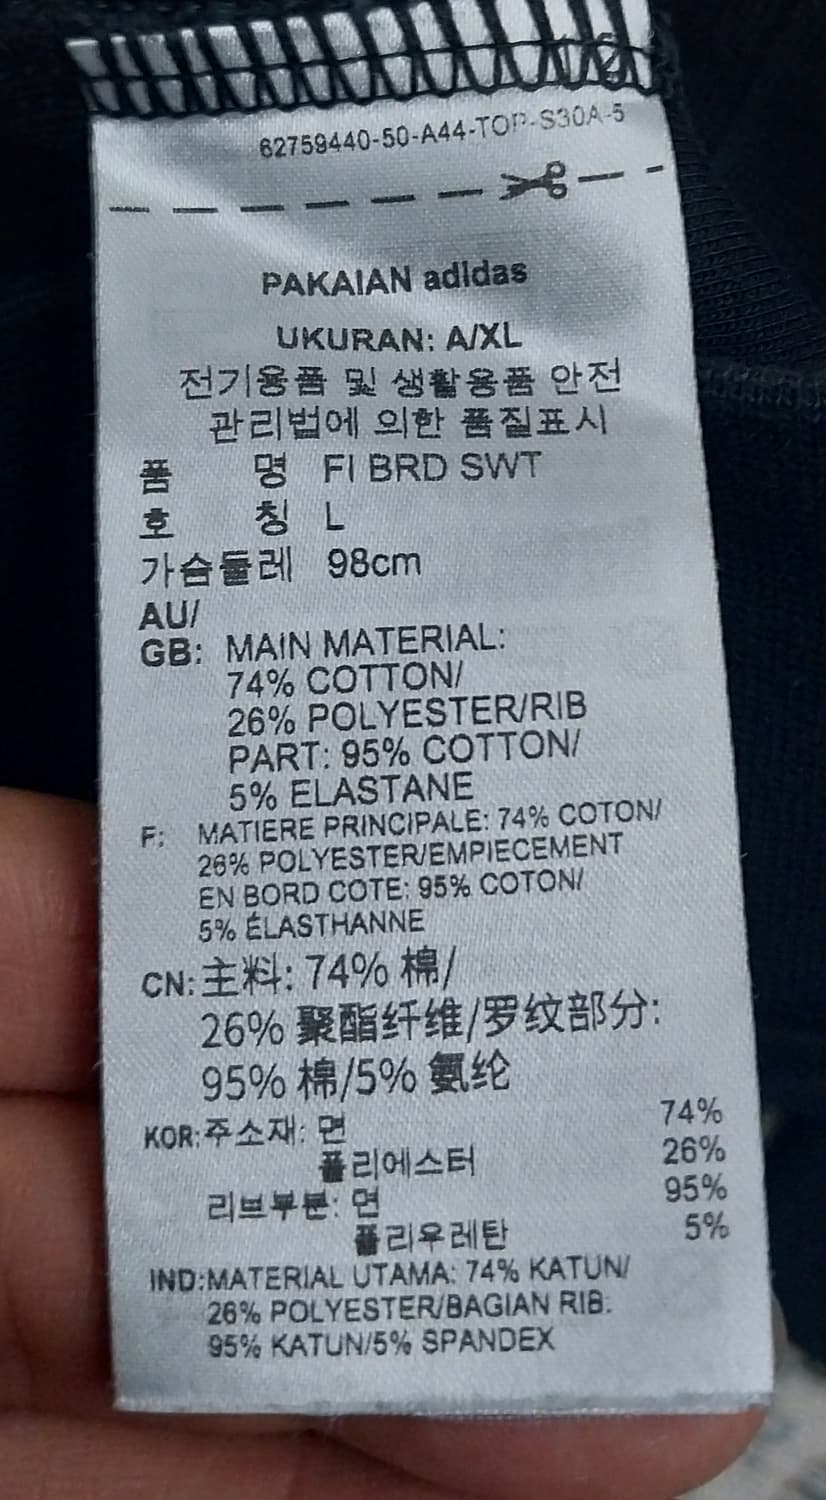 62759440-50-A44-TOP-S30A-5
PAKAIAN adidas
UKURAN: A/XL
전기용품 및 생활용품 안전
관리법에 의한 품질표시
품 명 FI BRD SWT
호 칭 L
가슴둘레 98cm
AU/
GB: MAIN MATERIAL:
74% COTTON/
26% POLYESTER/RIB
PART: 95% COTTON/
5% ELASTANE
F: MATIERE PRINCIPALE: 74% COTON/
26% POLYESTER/EMPIECEMENT
EN BORD COTE: 95% COTON/
5% ÉLASTHANNE
CN: 主料: 74% 棉/
26% 聚酯纤维/罗纹部分:
95% 棉/5% 氨纶
KOR: 주소재: 면 74%
폴리에스터 26%
리브부분: 면 95%
폴리우레탄 5%
IND:MATERIAL UTAMA: 74% KATUN/
26% POLYESTER/BAGIAN RIB:
95% KATUN/5% SPANDEX